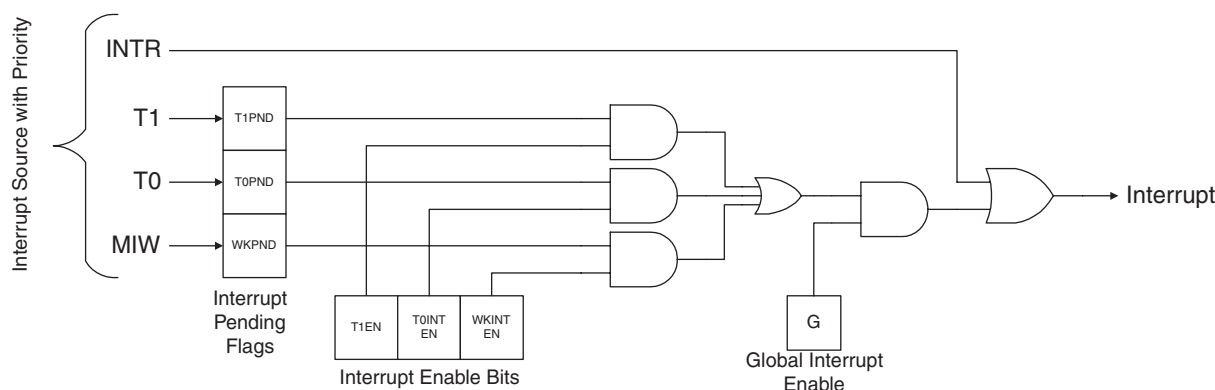 Interrupt Source with Priority
INTR
T1
T0
MIW
T1PND
T0PND
WKPND
Interrupt
Pending
Flags
T1EN
T0INT
EN
WKINT
EN
Interrupt Enable Bits
G
Global Interrupt
Enable
Interrupt